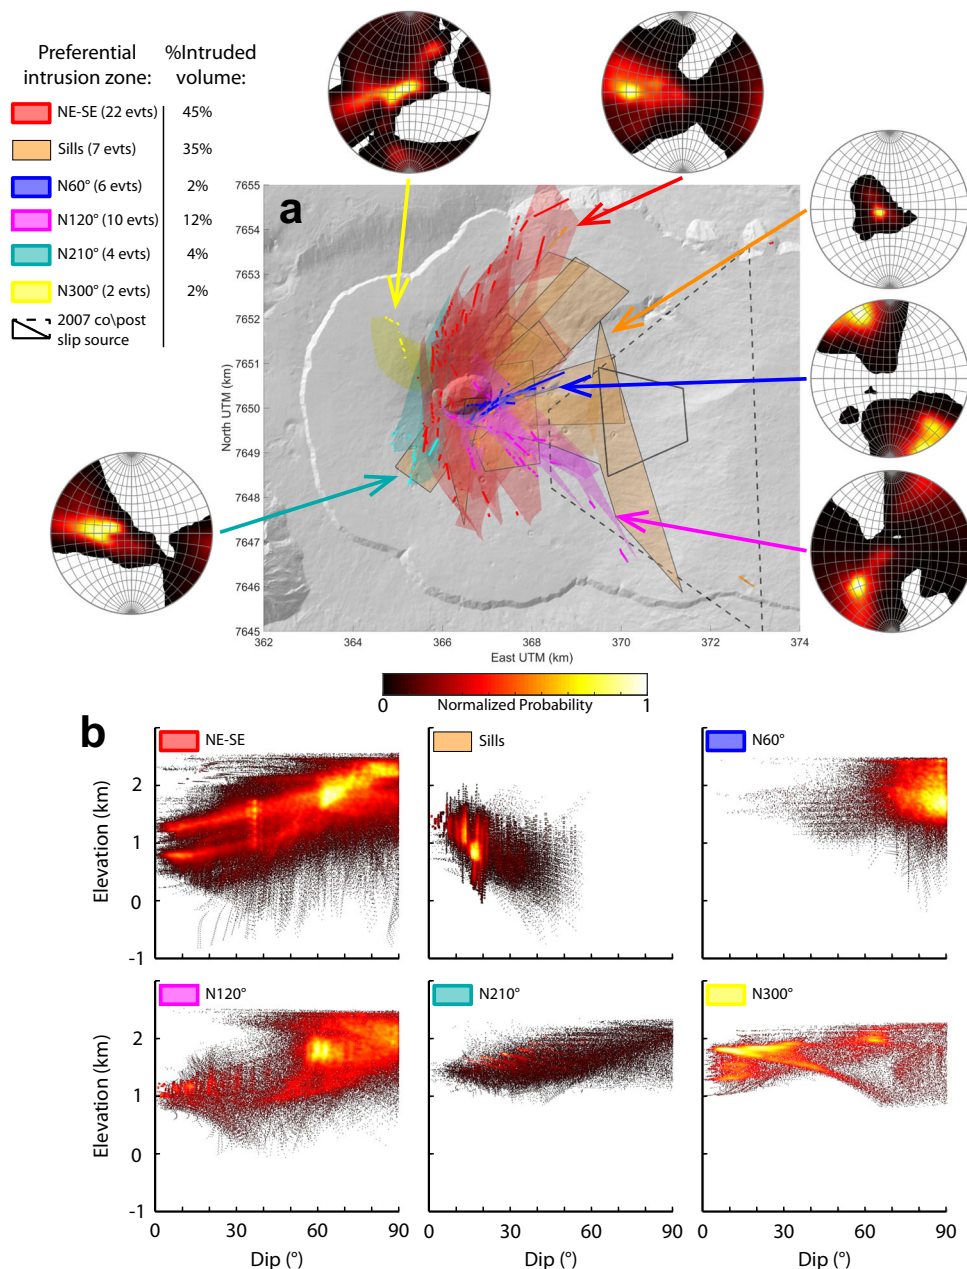 Preferential
intrusion zone:
%Intruded
volume:
NE-SE (22 evts) 45%
Sills (7 evts) 35%
N60° (6 evts) 2%
N120° (10 evts) 12%
N210° (4 evts) 4%
N300° (2 evts) 2%
2007 co\post
slip source
a
North UTM (km)
7655
7654
7653
7652
7651
7650
7649
7648
7647
7646
7645
362 364 366 368 370 372 374
East UTM (km)
0 Normalized Probability 1
b
NE-SE Sills N60°
Elevation (km)
2
1
0
-1
N120° N210° N300°
Elevation (km)
2
1
0
-1
0 30 60 90 0 30 60 90 0 30 60 90
Dip (°) Dip (°) Dip (°)